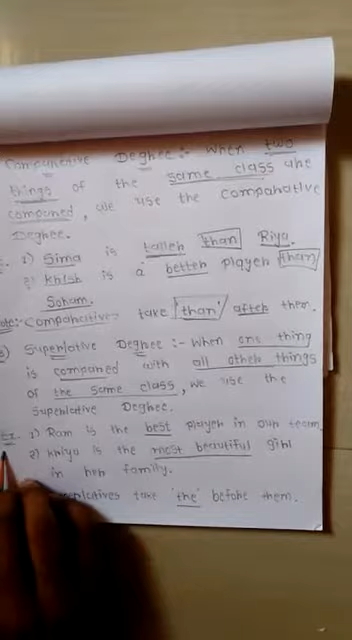 Comparative Degree:- When two
things of the same class are
compared, we use the comparative
Degree.
1) Sima is taller than Riya.
2) Krish is a better player than
Soham.
Note:- Comparatives take 'than' after them.
3) Superlative Degree :- When one thing
is compared with all other things
of the same class, we use the
Superlative Degree.
Ex. 1) Ram is the best player in our team
2) Khiya is the most beautiful girl
in her family.
take 'the' before them.